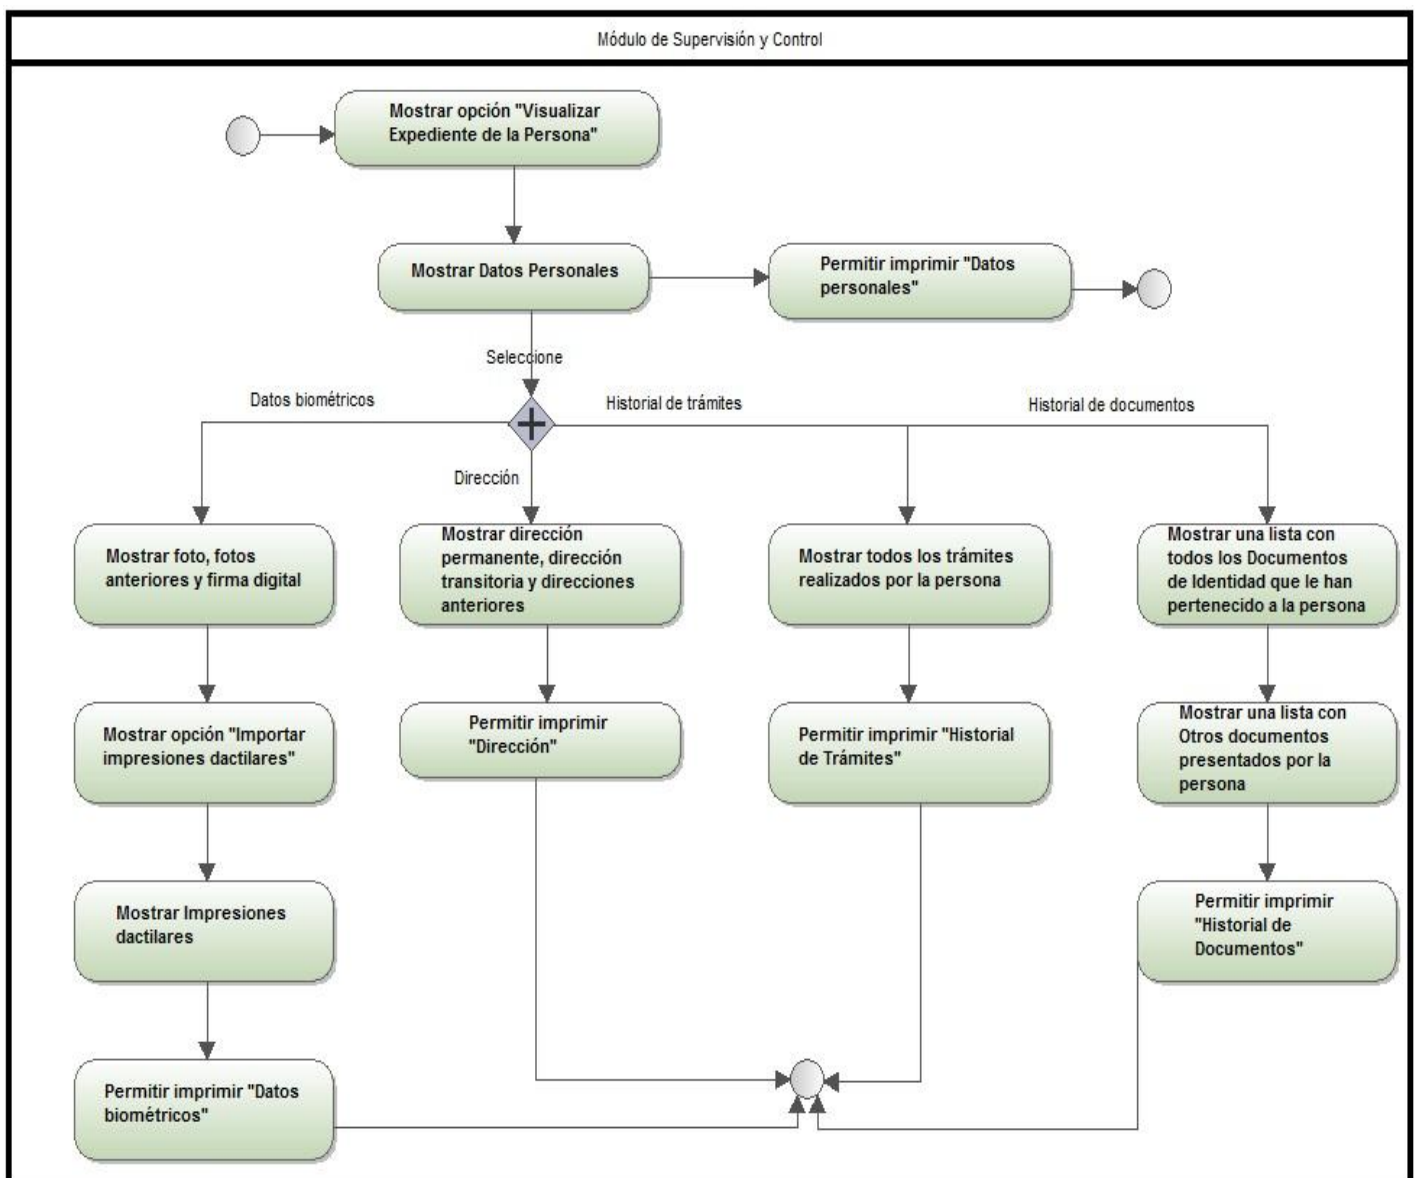 Módulo de Supervisión y Control
Mostrar opción "Visualizar
Expediente de la Persona"
Mostrar Datos Personales
Permitir imprimir "Datos
personales"
Seleccione
Datos biométricos
Historial de trámites
Historial de documentos
Dirección
Mostrar foto, fotos
anteriores y firma digital
Mostrar dirección
permanente, dirección
transitoria y direcciones
anteriores
Mostrar todos los trámites
realizados por la persona
Mostrar una lista con
todos los Documentos
de Identidad que le han
pertenecido a la persona
Mostrar opción "Importar
impresiones dactilares"
Permitir imprimir
"Dirección"
Permitir imprimir "Historial
de Trámites"
Mostrar una lista con
Otros documentos
presentados por la
persona
Mostrar Impresiones
dactilares
Permitir imprimir
"Historial de
Documentos"
Permitir imprimir "Datos
biométricos"